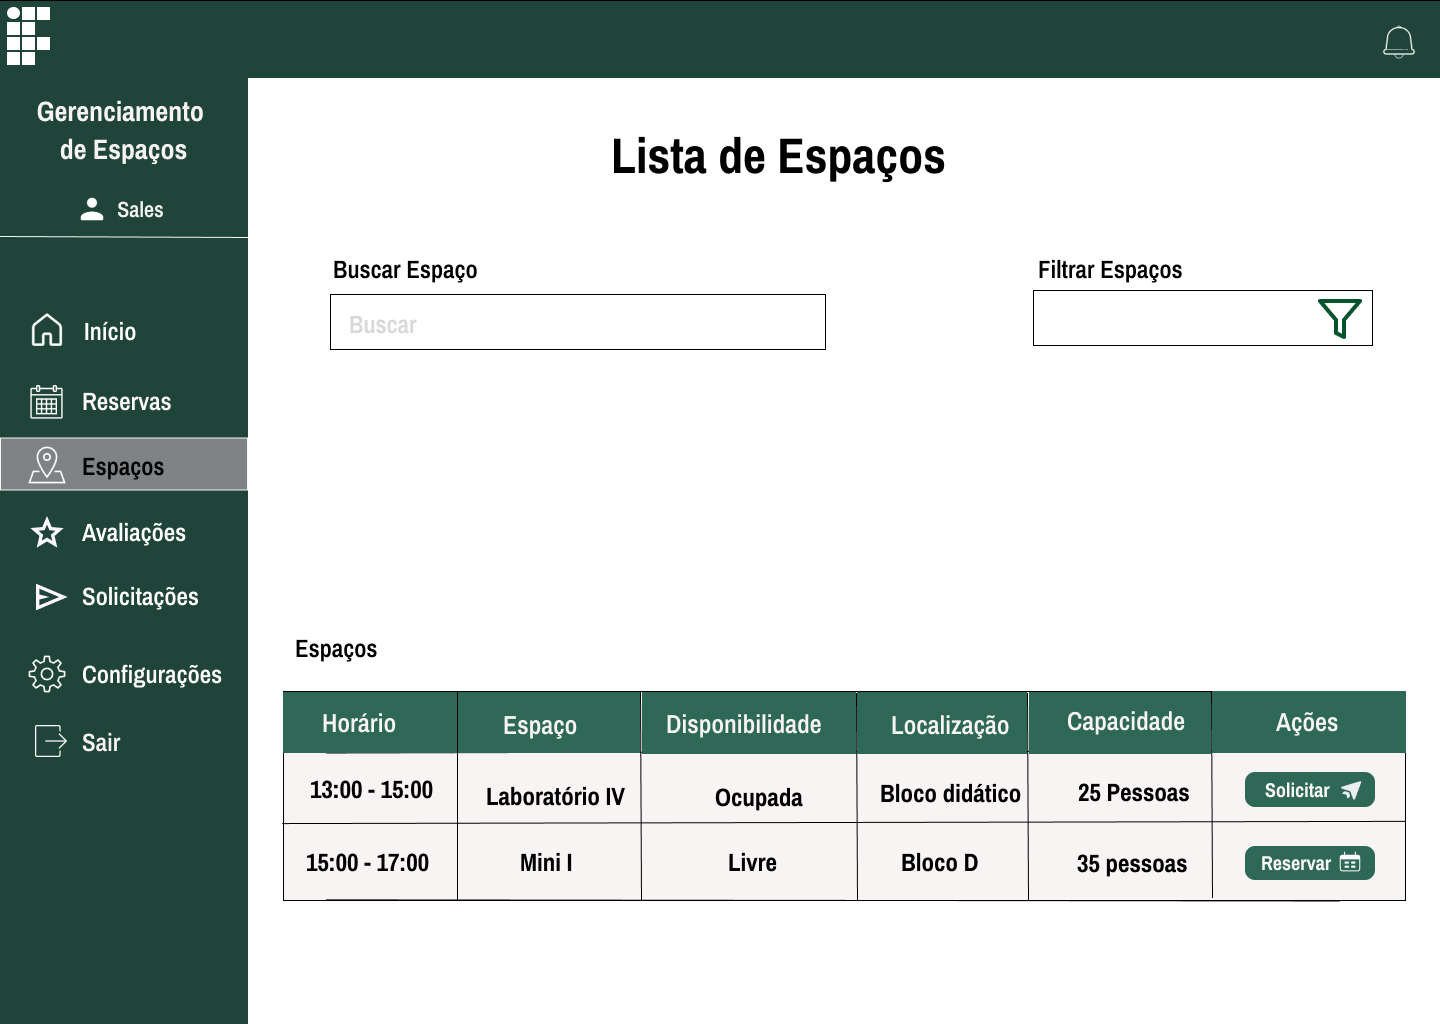 Gerenciamento
de Espaços
Sales
Início
Reservas
Espaços
Avaliações
Solicitações
Configurações
Sair
Lista de Espaços
Buscar Espaço
Filtrar Espaços
Buscar
Espaços
Horário Espaço Disponibilidade Localização Capacidade Ações
13:00 - 15:00 Laboratório IV Ocupada Bloco didático 25 Pessoas Solicitar
15:00 - 17:00 Mini I Livre Bloco D 35 pessoas Reservar